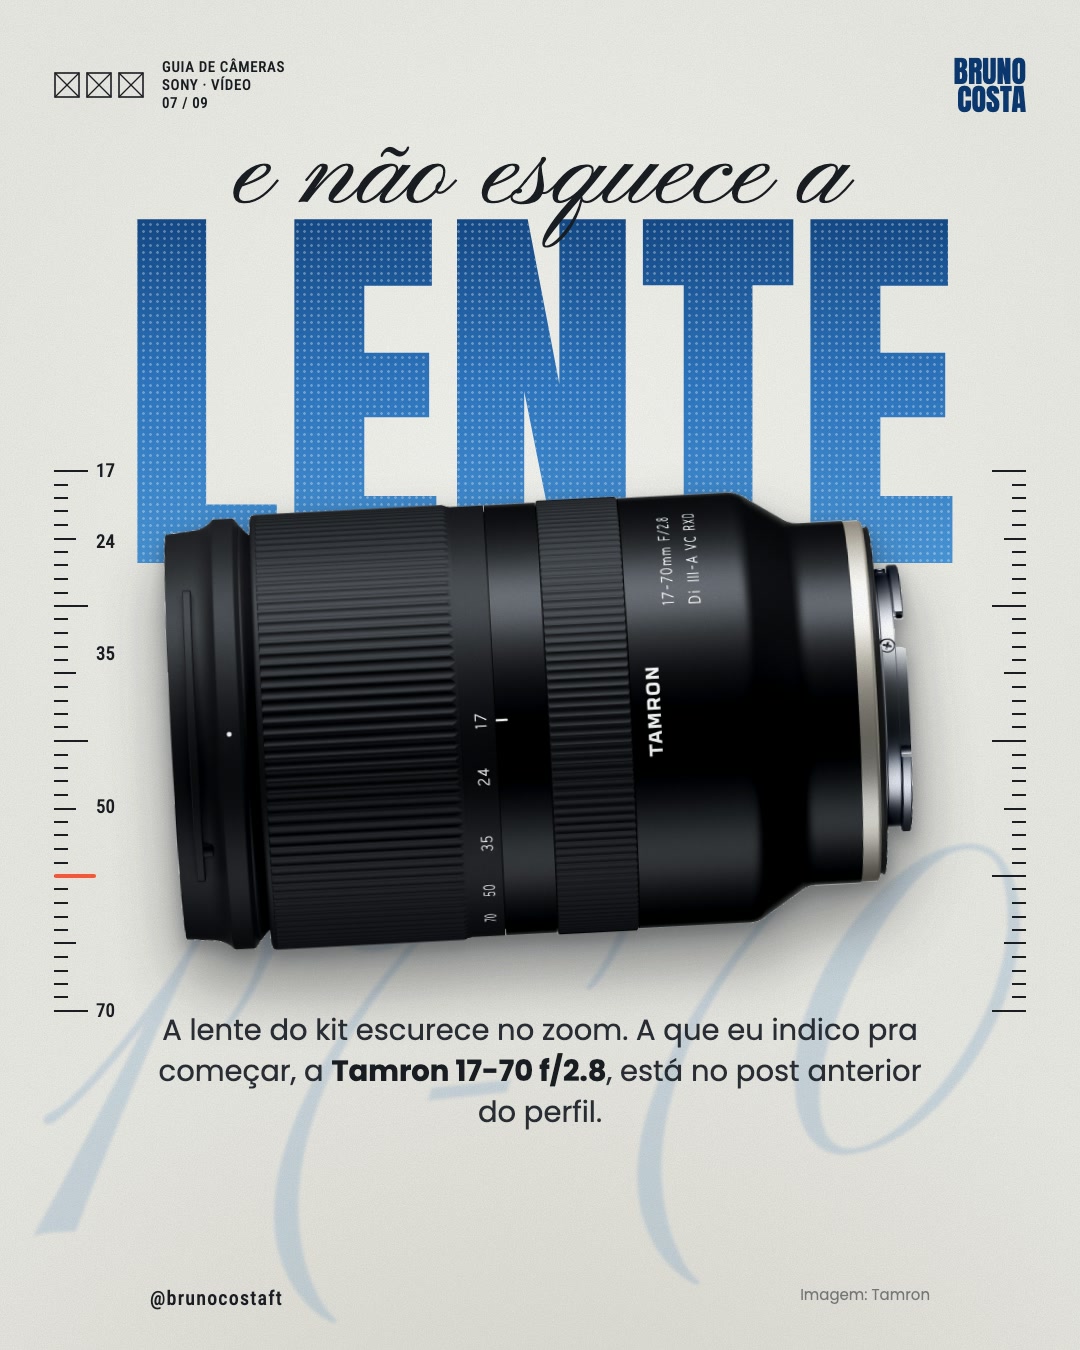 GUIA DE CÂMERAS
SONY · VÍDEO
07 / 09
BRUNO
COSTA
e não esquece a
LENTE
17
24
35
50
70
17-70mm F/2.8
Di III-A VC RXD
TAMRON
17
24
35
50
70
17-70
A lente do kit escurece no zoom. A que eu indico pra
começar, a Tamron 17-70 f/2.8, está no post anterior
do perfil.
@brunocostaft
Imagem: Tamron